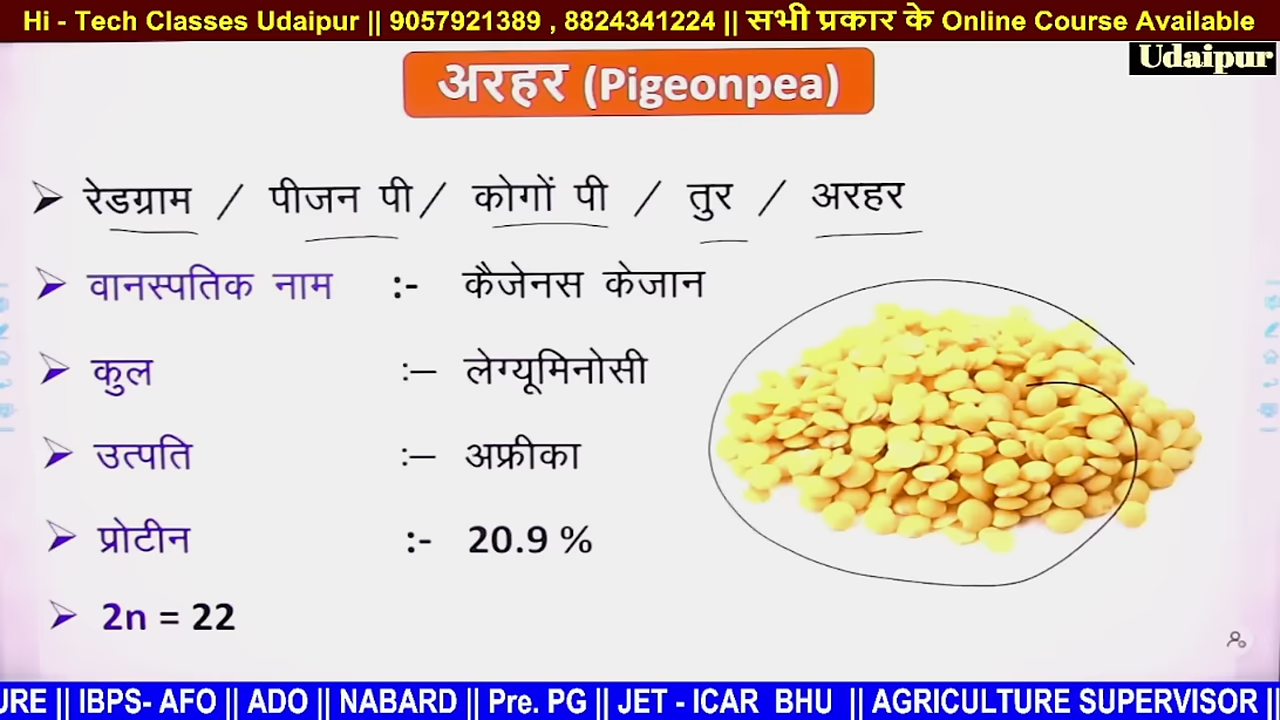 Hi - Tech Classes Udaipur || 9057921389 , 8824341224 || सभी प्रकार के Online Course Available
Udaipur
अरहर (Pigeonpea)
रेडग्राम / पीजन पी / कोगों पी / तुर / अरहर
वानस्पतिक नाम :- कैजेनस केजान
कुल :– लेग्यूमिनोसी
उत्पति :– अफ्रीका
प्रोटीन :- 20.9 %
2n = 22
URE || IBPS- AFO || ADO || NABARD || Pre. PG || JET - ICAR BHU || AGRICULTURE SUPERVISOR ||